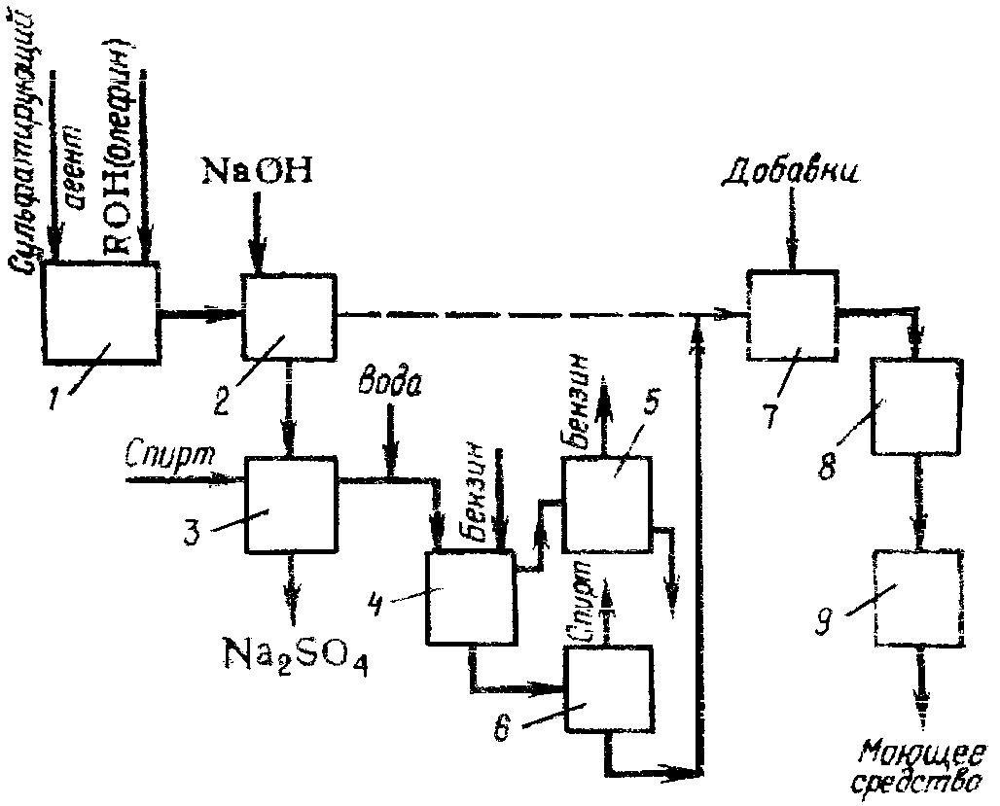 Сульфатирующий
агент
ROH(олефин)
NaOH
Добавки
1
2
Вода
Бензин
5
7
8
Спирт
3
Бензин
4
Спирт
9
Na₂SO₄
6
Моющее
средство